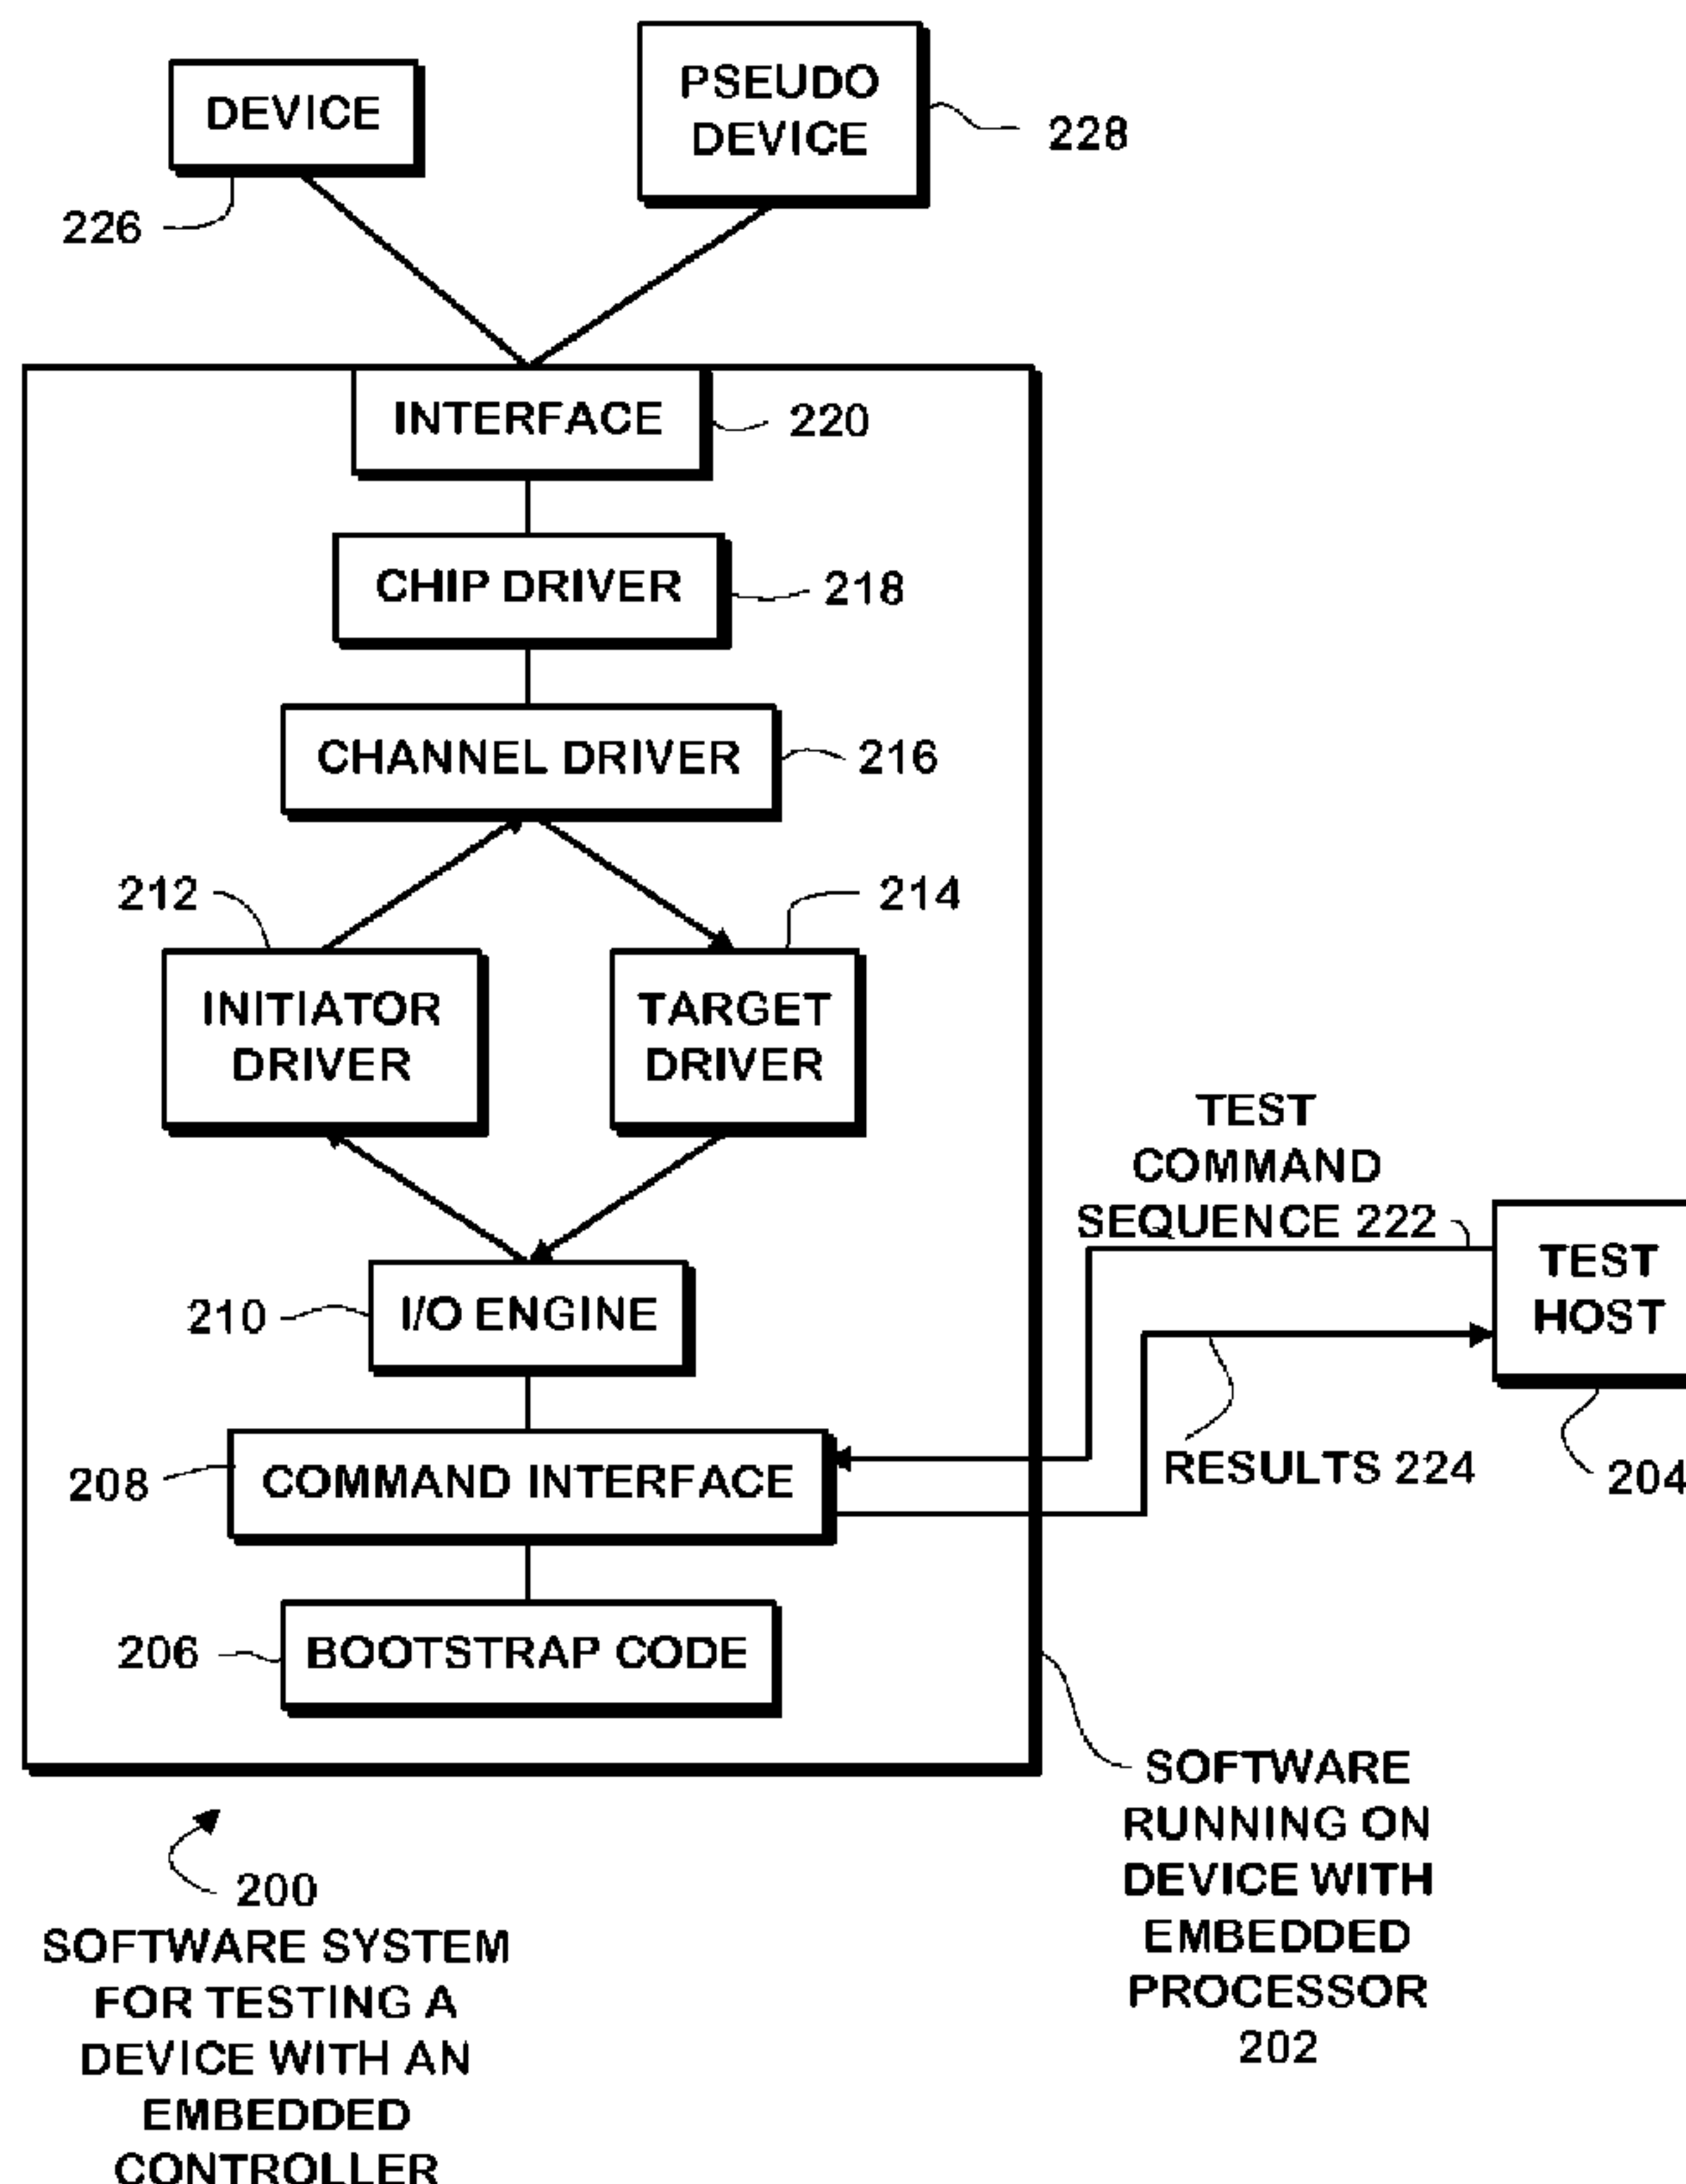 DEVICE
PSEUDO
DEVICE
228
226
INTERFACE
220
CHIP DRIVER
218
CHANNEL DRIVER
216
212
214
INITIATOR
DRIVER
TARGET
DRIVER
TEST
COMMAND
SEQUENCE 222
TEST
HOST
210
I/O ENGINE
208
COMMAND INTERFACE
RESULTS 224
204
206
BOOTSTRAP CODE
SOFTWARE
RUNNING ON
DEVICE WITH
EMBEDDED
PROCESSOR
202
200
SOFTWARE SYSTEM
FOR TESTING A
DEVICE WITH AN
EMBEDDED
CONTROLLER